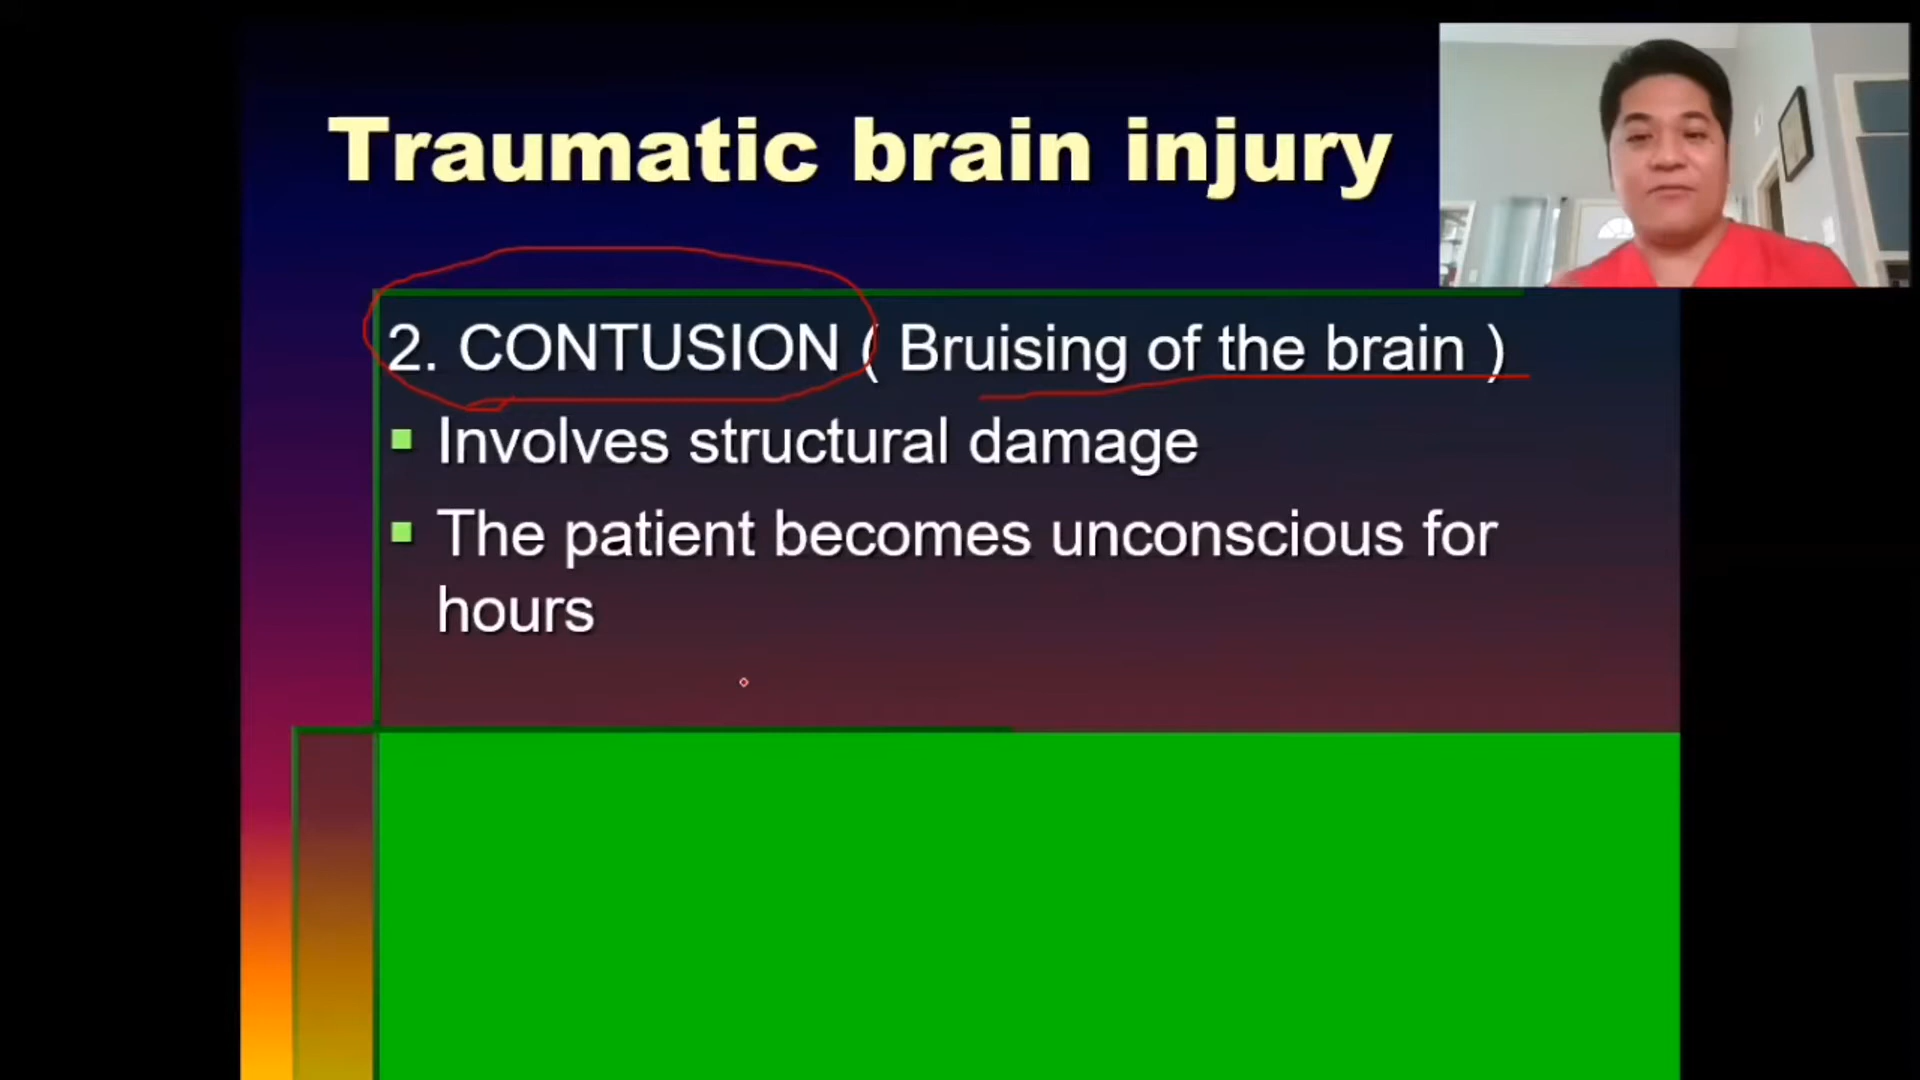 Traumatic brain injury
2. CONTUSION ( Bruising of the brain )
Involves structural damage
The patient becomes unconscious for
hours